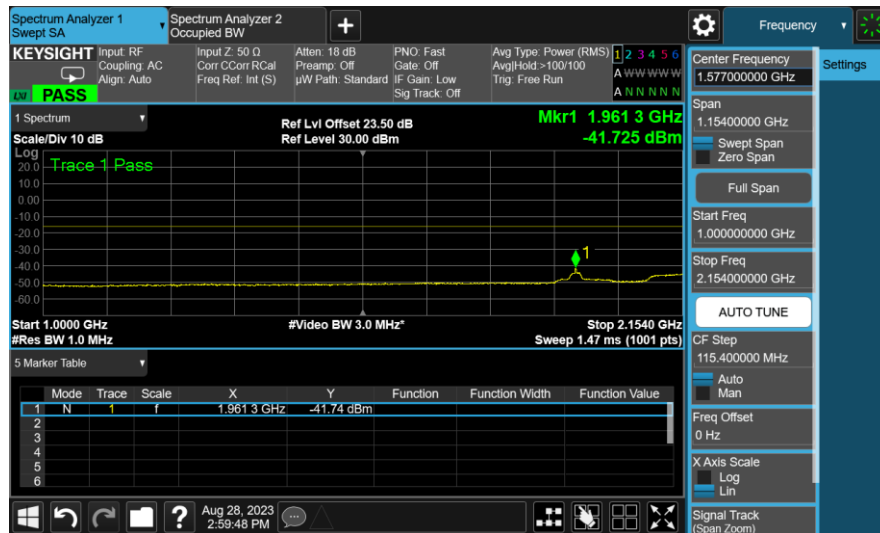 Spectrum Analyzer 1
Swept SA
Spectrum Analyzer 2
Occupied BW
Frequency
KEYSIGHT
Input: RF
Coupling: AC
Align: Auto
Input Z: 50 Ω
Corr CCorr RCal
Freq Ref: Int (S)
Atten: 18 dB
Preamp: Off
µW Path: Standard
PNO: Fast
Gate: Off
IF Gain: Low
Sig Track: Off
Avg Type: Power (RMS)
Avg|Hold:>100/100
Trig: Free Run
1 2 3 4 5 6
A W W W W W
A N N N N N
LNI PASS
1 Spectrum
Scale/Div 10 dB
Ref Lvl Offset 23.50 dB
Ref Level 30.00 dBm
Mkr1 1.961 3 GHz
-41.725 dBm
Log
Trace 1 Pass
20.0
10.0
0.00
-10.0
-20.0
-30.0
-40.0
-50.0
-60.0
1
Start 1.0000 GHz
#Res BW 1.0 MHz
#Video BW 3.0 MHz*
Stop 2.1540 GHz
Sweep 1.47 ms (1001 pts)
5 Marker Table
Mode Trace Scale X Y Function Function Width Function Value
1 N 1 f 1.961 3 GHz -41.74 dBm
2
3
4
5
6
Aug 28, 2023
2:59:48 PM
Center Frequency
1.577000000 GHz
Span
1.15400000 GHz
Swept Span
Zero Span
Full Span
Start Freq
1.000000000 GHz
Stop Freq
2.154000000 GHz
AUTO TUNE
CF Step
115.400000 MHz
Auto
Man
Freq Offset
0 Hz
X Axis Scale
Log
Lin
Signal Track
(Span Zoom)
Settings